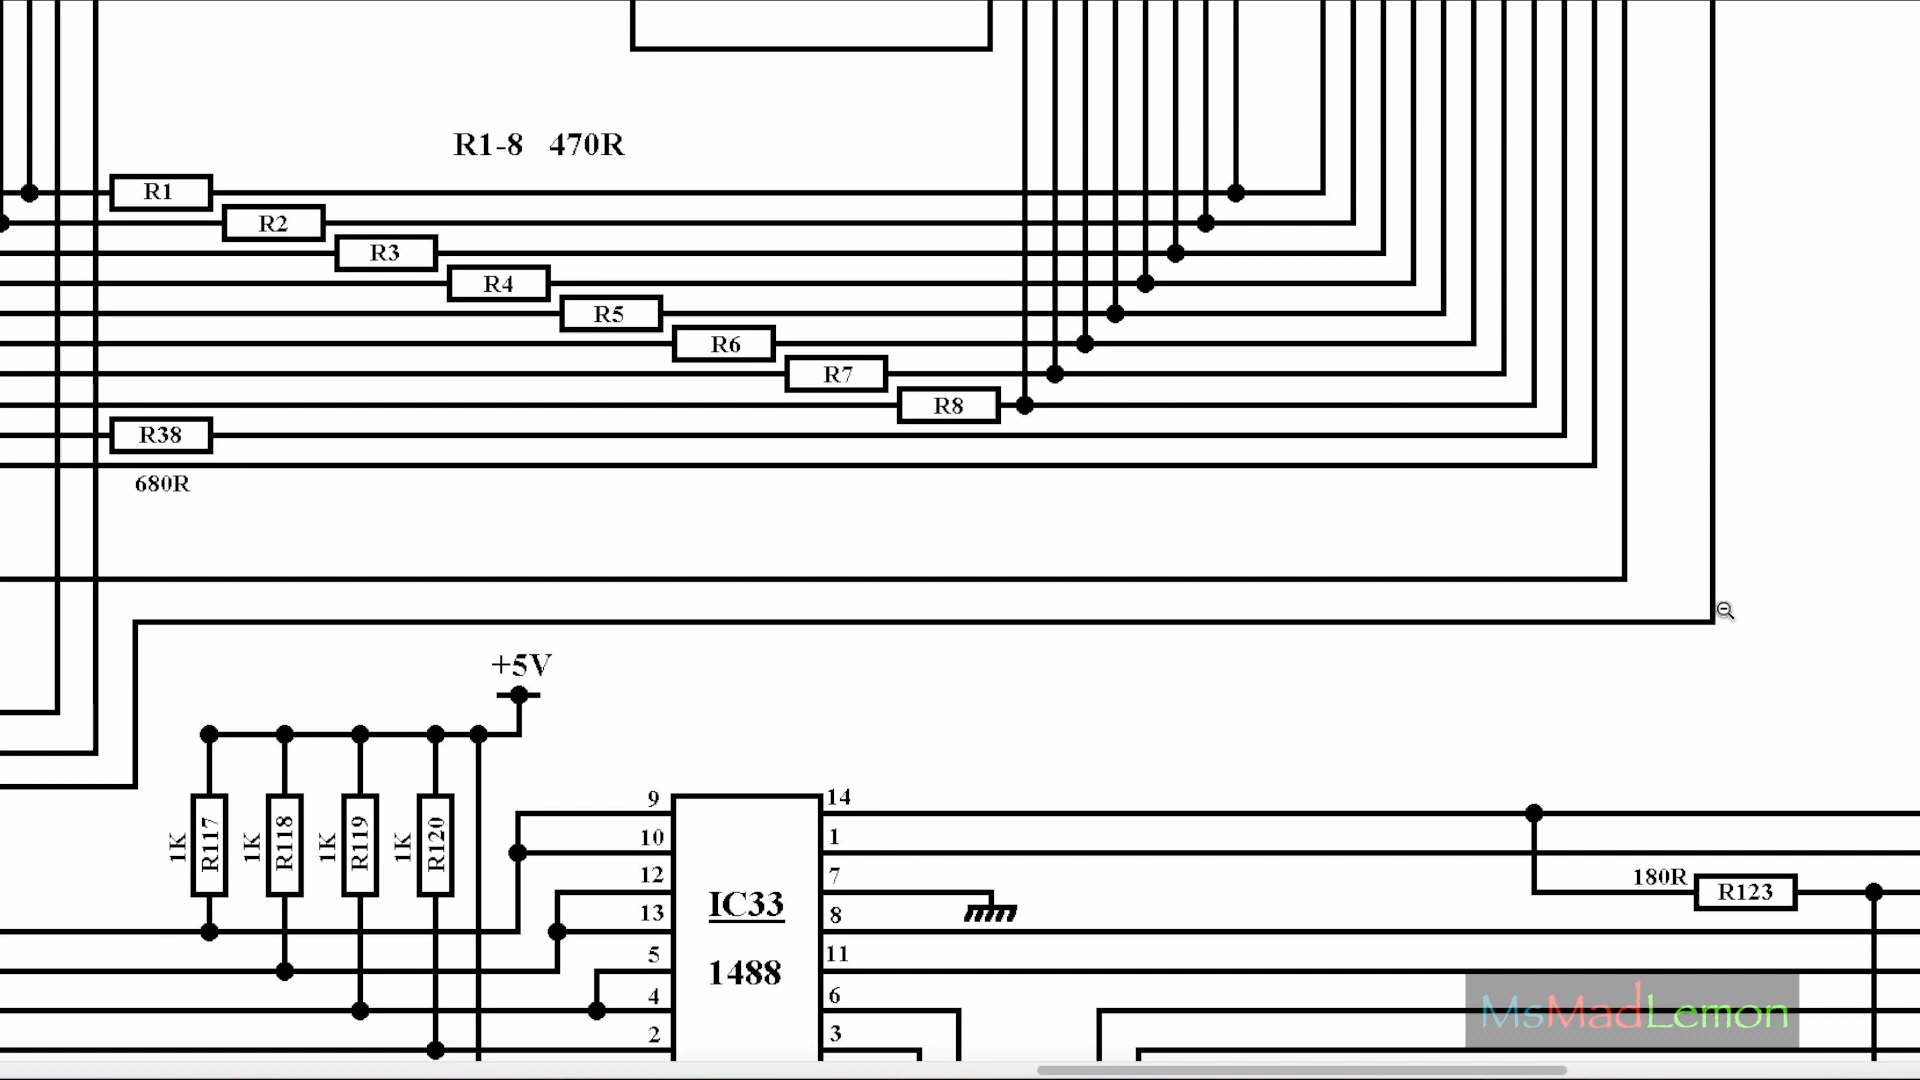 R1-8 470R
R1
R2
R3
R4
R5
R6
R7
R8
R38
680R
+5V
1K R117
1K R118
1K R119
1K R120
9
10
12
13
5
4
2
IC33
1488
14
1
7
8
11
6
3
180R R123
MsMadLemon